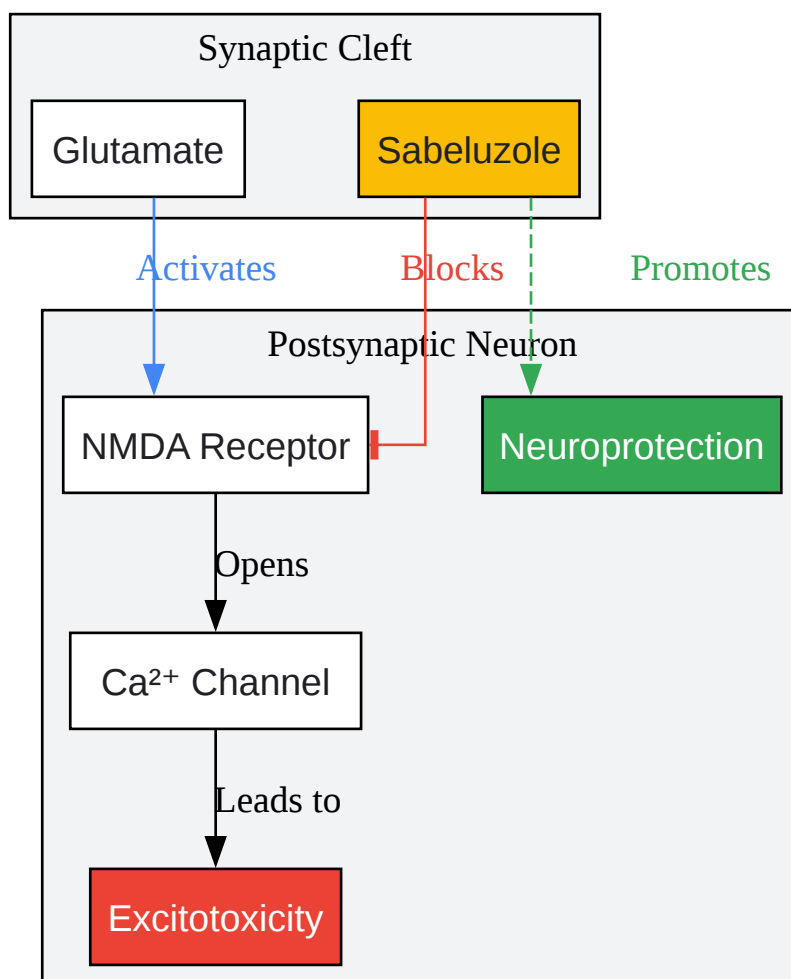 Synaptic Cleft
Glutamate
Sabeluzole
Activates
Blocks
Promotes
Postsynaptic Neuron
NMDA Receptor
Neuroprotection
Opens
Ca²⁺ Channel
Leads to
Excitotoxicity